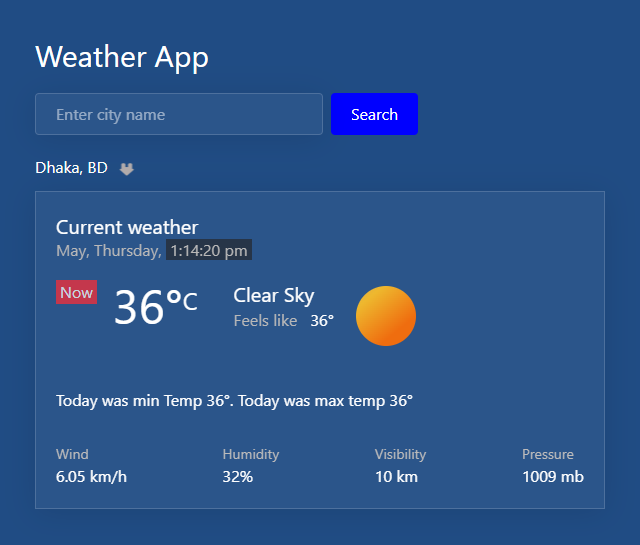 Weather App
Enter city name
Search
Dhaka, BD
Current weather
May, Thursday, 1:14:20 pm
Now
36°C
Clear Sky
Feels like 36°
Today was min Temp 36°. Today was max temp 36°
Wind Humidity Visibility Pressure
6.05 km/h 32% 10 km 1009 mb